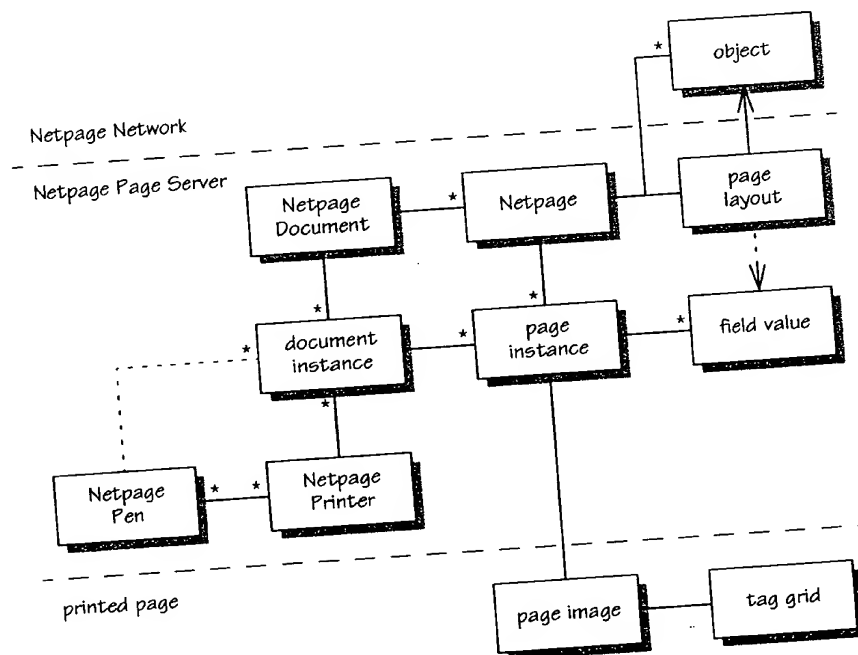 *
object
Netpage Network
Netpage Page Server
Netpage
Document
*
Netpage
page
layout
*
*
*
document
instance
*
page
instance
*
field value
*
Netpage
Pen
*
*
Netpage
Printer
printed page
page image
tag grid